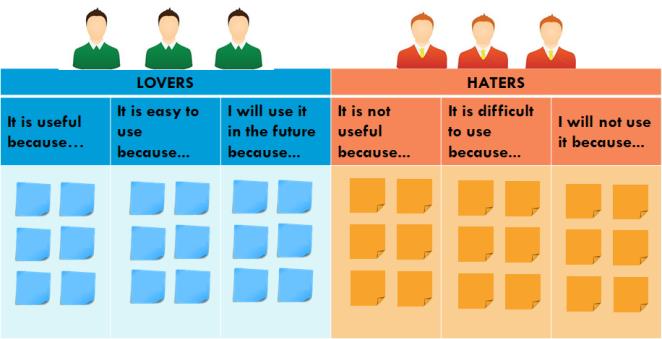 LOVERS
HATERS
It is useful
because...
It is easy to
use
because...
I will use it
in the future
because...
It is not
useful
because...
It is difficult
to use
because...
I will not use
it because...